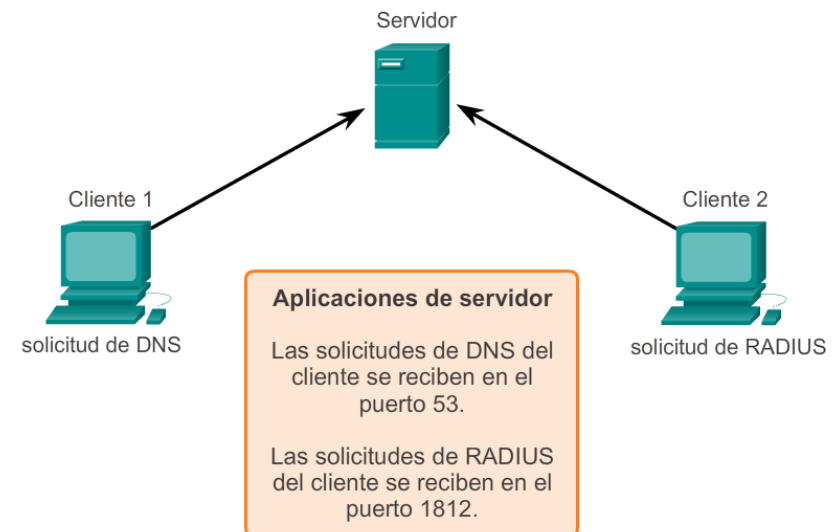 Servidor
Cliente 1
Cliente 2
solicitud de DNS
solicitud de RADIUS
Aplicaciones de servidor
Las solicitudes de DNS del
cliente se reciben en el
puerto 53.
Las solicitudes de RADIUS
del cliente se reciben en el
puerto 1812.